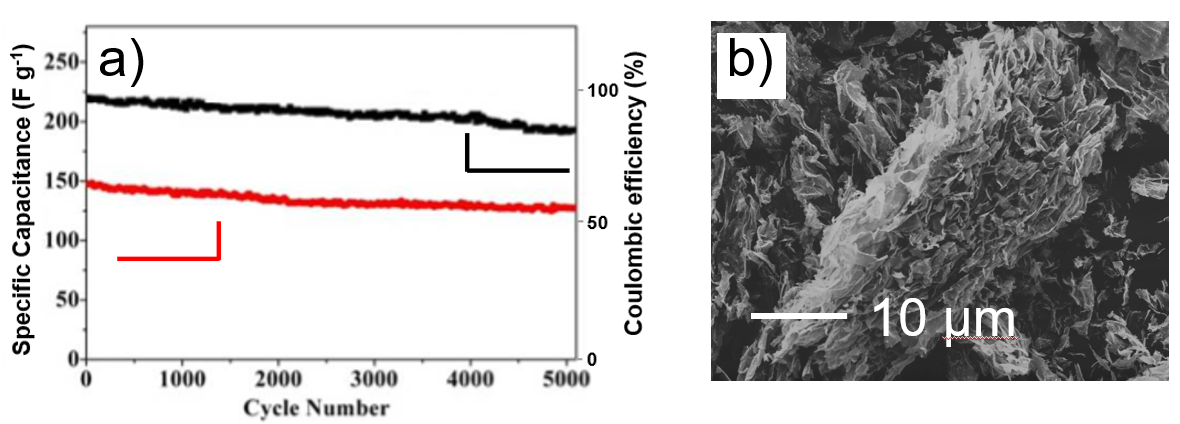 a)
Specific Capacitance (F g⁻¹)
250
200
150
100
50
0
0 1000 2000 3000 4000 5000
Cycle Number
100
50
0
Coulombic efficiency (%)
b)
10 µm